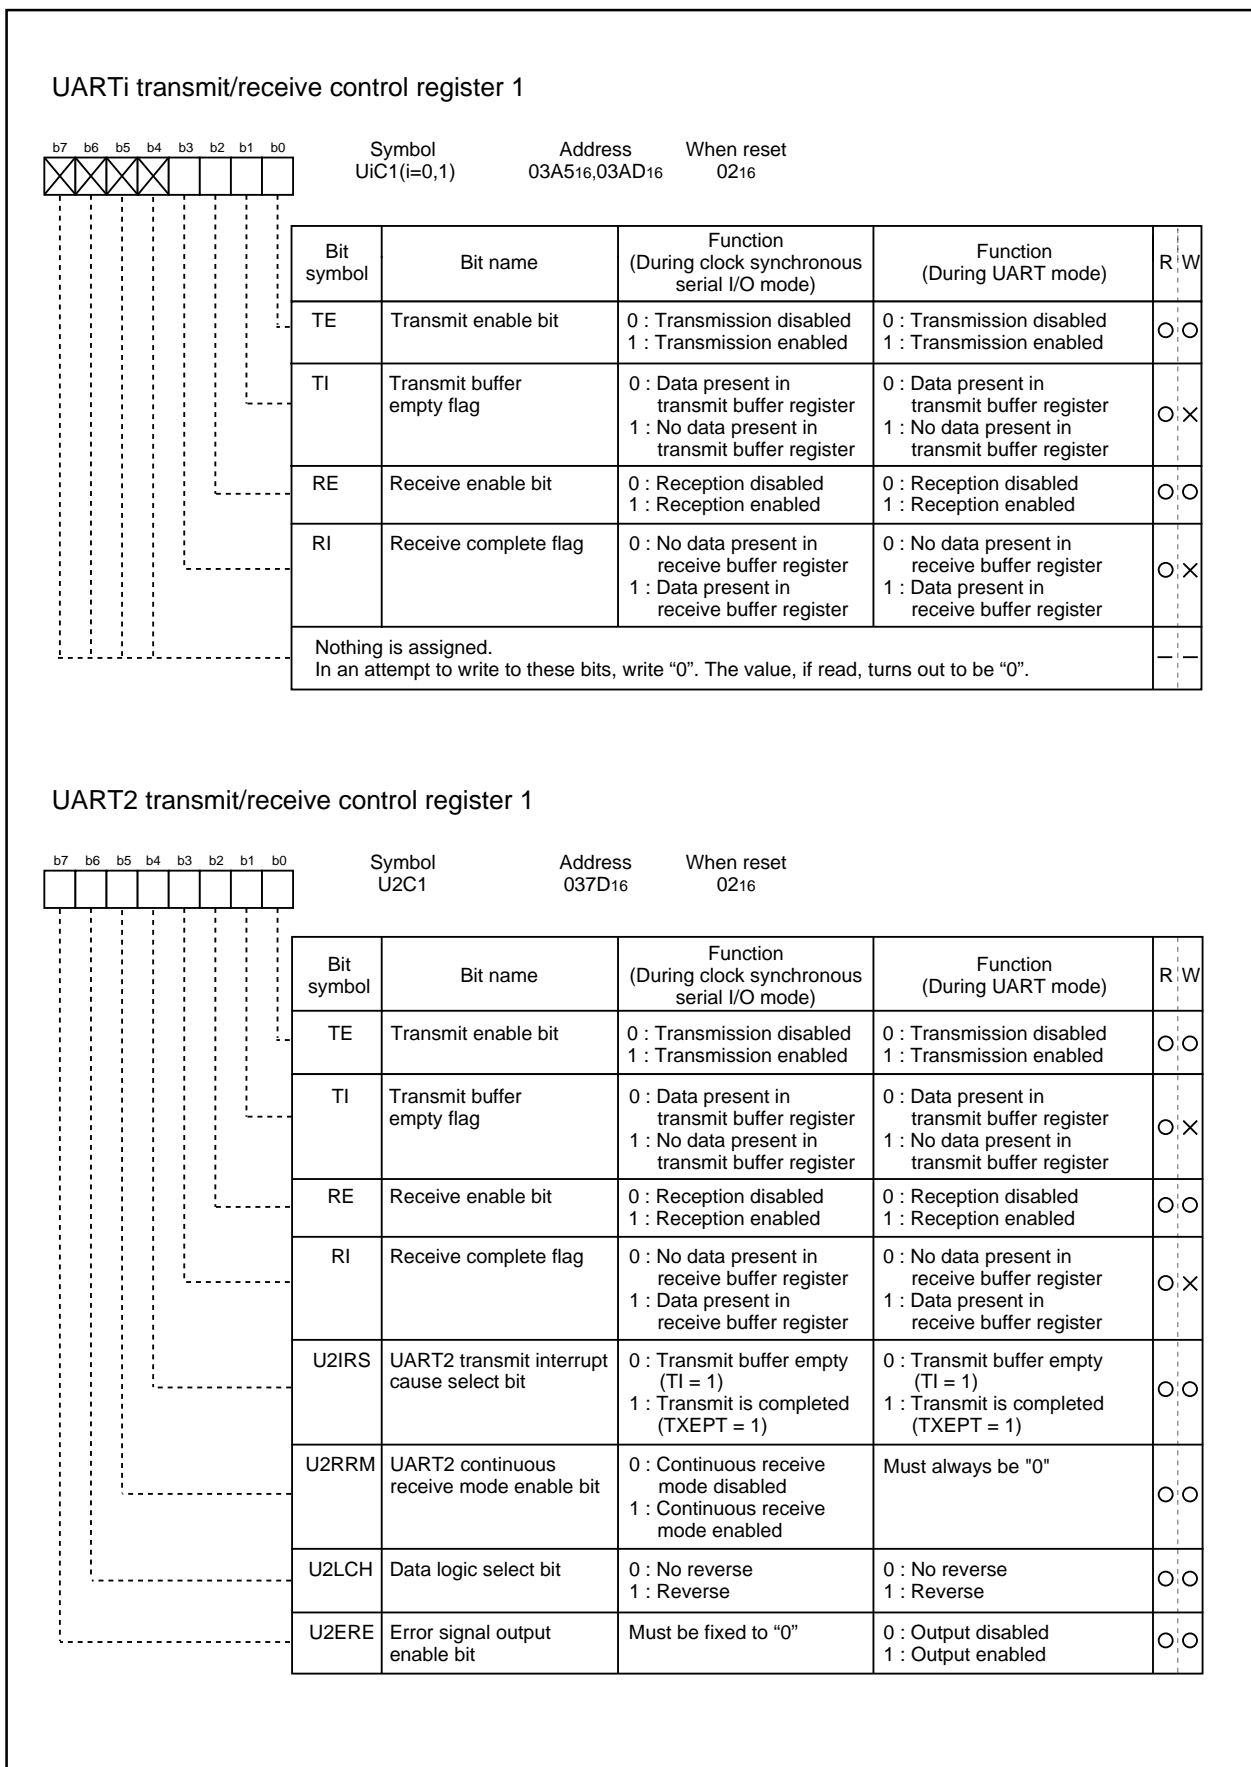 UARTi transmit/receive control register 1
b7 b6 b5 b4 b3 b2 b1 b0
Symbol Address When reset
UiC1(i=0,1) 03A516,03AD16 0216
Bit symbol Bit name Function (During clock synchronous serial I/O mode) Function (During UART mode) R W
TE Transmit enable bit 0 : Transmission disabled 0 : Transmission disabled
1 : Transmission enabled 1 : Transmission enabled
TI Transmit buffer 0 : Data present in 0 : Data present in
empty flag transmit buffer register transmit buffer register
1 : No data present in 1 : No data present in
transmit buffer register transmit buffer register
RE Receive enable bit 0 : Reception disabled 0 : Reception disabled
1 : Reception enabled 1 : Reception enabled
RI Receive complete flag 0 : No data present in 0 : No data present in
receive buffer register receive buffer register
1 : Data present in 1 : Data present in
receive buffer register receive buffer register
Nothing is assigned.
In an attempt to write to these bits, write “0”. The value, if read, turns out to be “0”.
UART2 transmit/receive control register 1
b7 b6 b5 b4 b3 b2 b1 b0
Symbol Address When reset
U2C1 037D16 0216
Bit symbol Bit name Function (During clock synchronous serial I/O mode) Function (During UART mode) R W
TE Transmit enable bit 0 : Transmission disabled 0 : Transmission disabled
1 : Transmission enabled 1 : Transmission enabled
TI Transmit buffer 0 : Data present in 0 : Data present in
empty flag transmit buffer register transmit buffer register
1 : No data present in 1 : No data present in
transmit buffer register transmit buffer register
RE Receive enable bit 0 : Reception disabled 0 : Reception disabled
1 : Reception enabled 1 : Reception enabled
RI Receive complete flag 0 : No data present in 0 : No data present in
receive buffer register receive buffer register
1 : Data present in 1 : Data present in
receive buffer register receive buffer register
U2IRS UART2 transmit interrupt 0 : Transmit buffer empty 0 : Transmit buffer empty
cause select bit (TI = 1) (TI = 1)
1 : Transmit is completed 1 : Transmit is completed
(TXEPT = 1) (TXEPT = 1)
U2RRM UART2 continuous 0 : Continuous receive Must always be "0"
receive mode enable bit mode disabled
1 : Continuous receive
mode enabled
U2LCH Data logic select bit 0 : No reverse 0 : No reverse
1 : Reverse 1 : Reverse
U2ERE Error signal output Must be fixed to “0” 0 : Output disabled
enable bit 1 : Output enabled